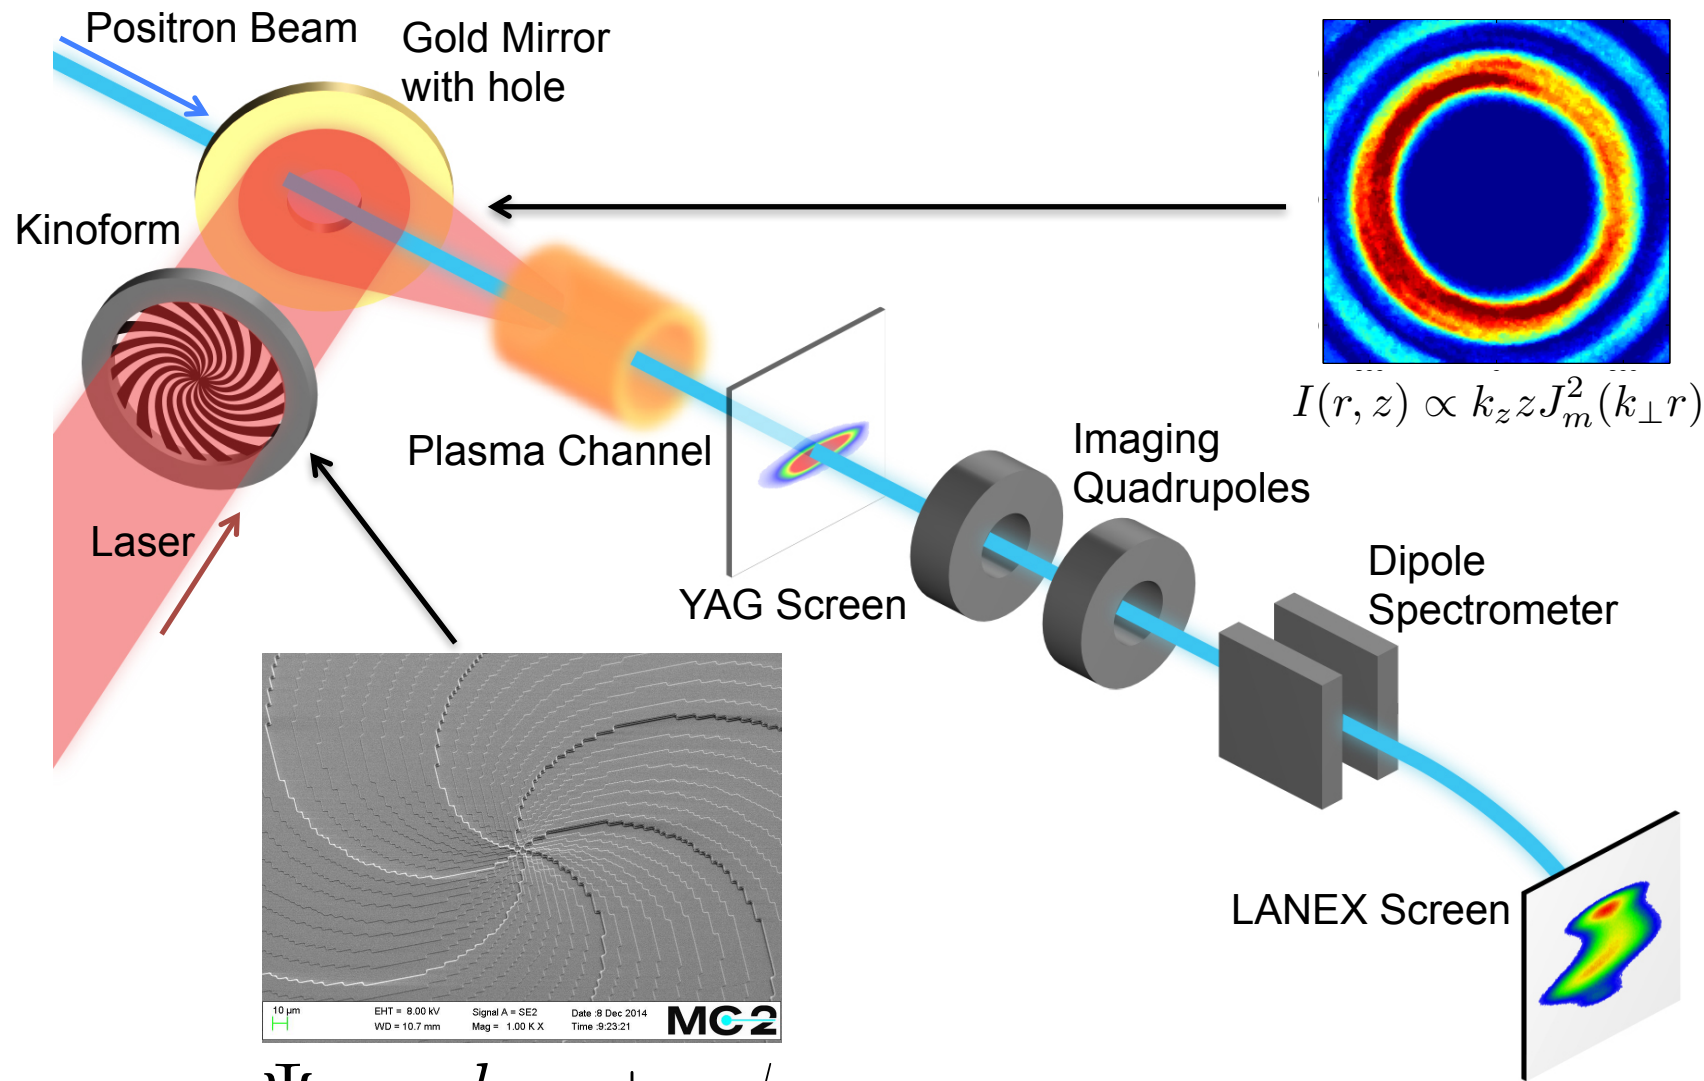 Positron Beam
Gold Mirror
with hole
Kinoform
Laser
Plasma Channel
YAG Screen
Imaging
Quadrupoles
Dipole
Spectrometer
LANEX Screen
I(r, z) ∝ k_z z J_m^2(k_⊥ r)
10 µm
EHT = 8.00 kV
WD = 10.7 mm
Signal A = SE2
Mag = 1.00 K X
Date :8 Dec 2014
Time :9:23:21
MC2